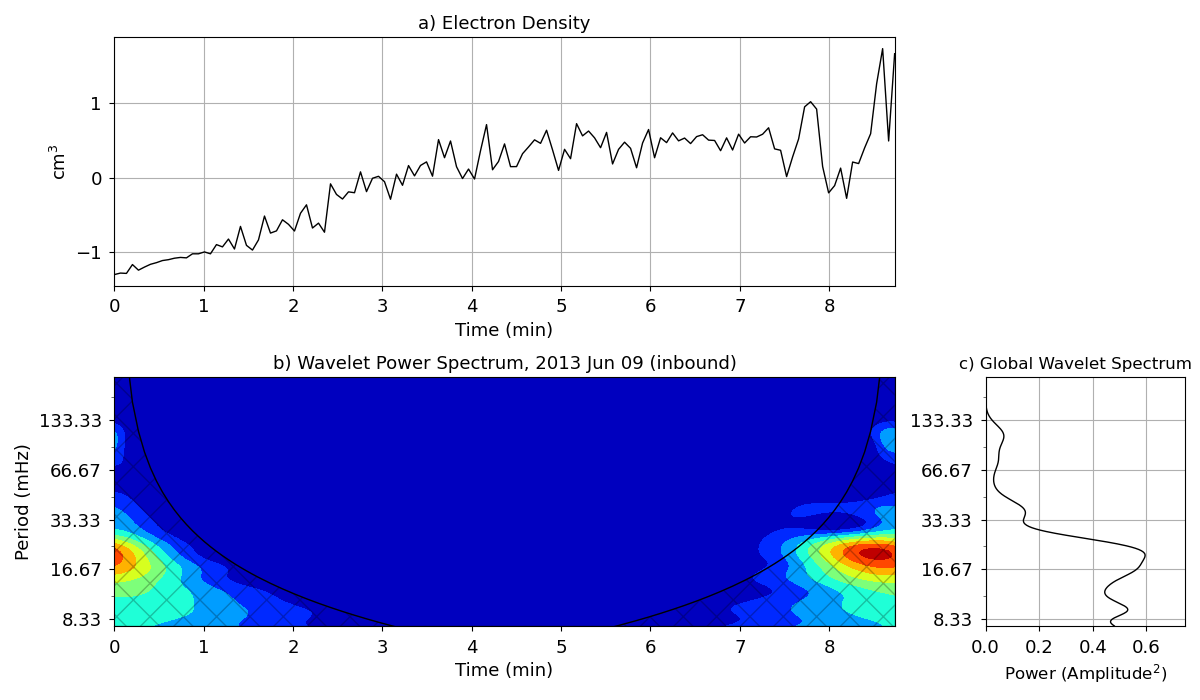 a) Electron Density
cm³
1
0
−1
0 1 2 3 4 5 6 7 8
Time (min)
b) Wavelet Power Spectrum, 2013 Jun 09 (inbound)
Period (mHz)
133.33
66.67
33.33
16.67
8.33
0 1 2 3 4 5 6 7 8
Time (min)
c) Global Wavelet Spectrum
133.33
66.67
33.33
16.67
8.33
0.0 0.2 0.4 0.6
Power (Amplitude²)